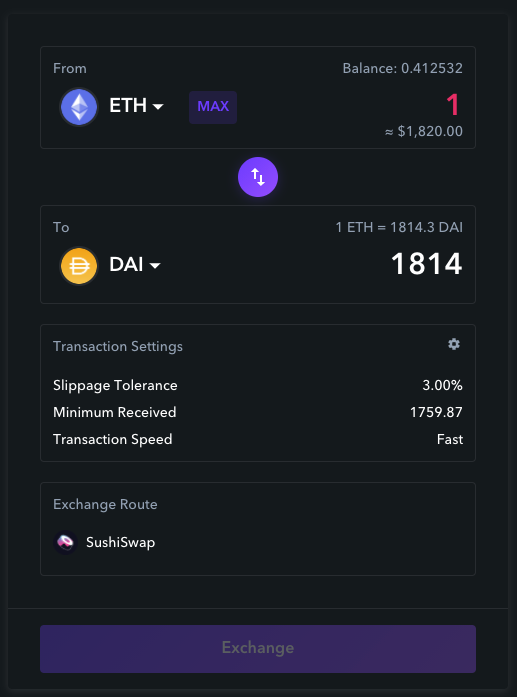 From Balance: 0.412532
ETH MAX 1
≈ $1,820.00
To 1 ETH = 1814.3 DAI
DAI 1814
Transaction Settings
Slippage Tolerance 3.00%
Minimum Received 1759.87
Transaction Speed Fast
Exchange Route
SushiSwap
Exchange